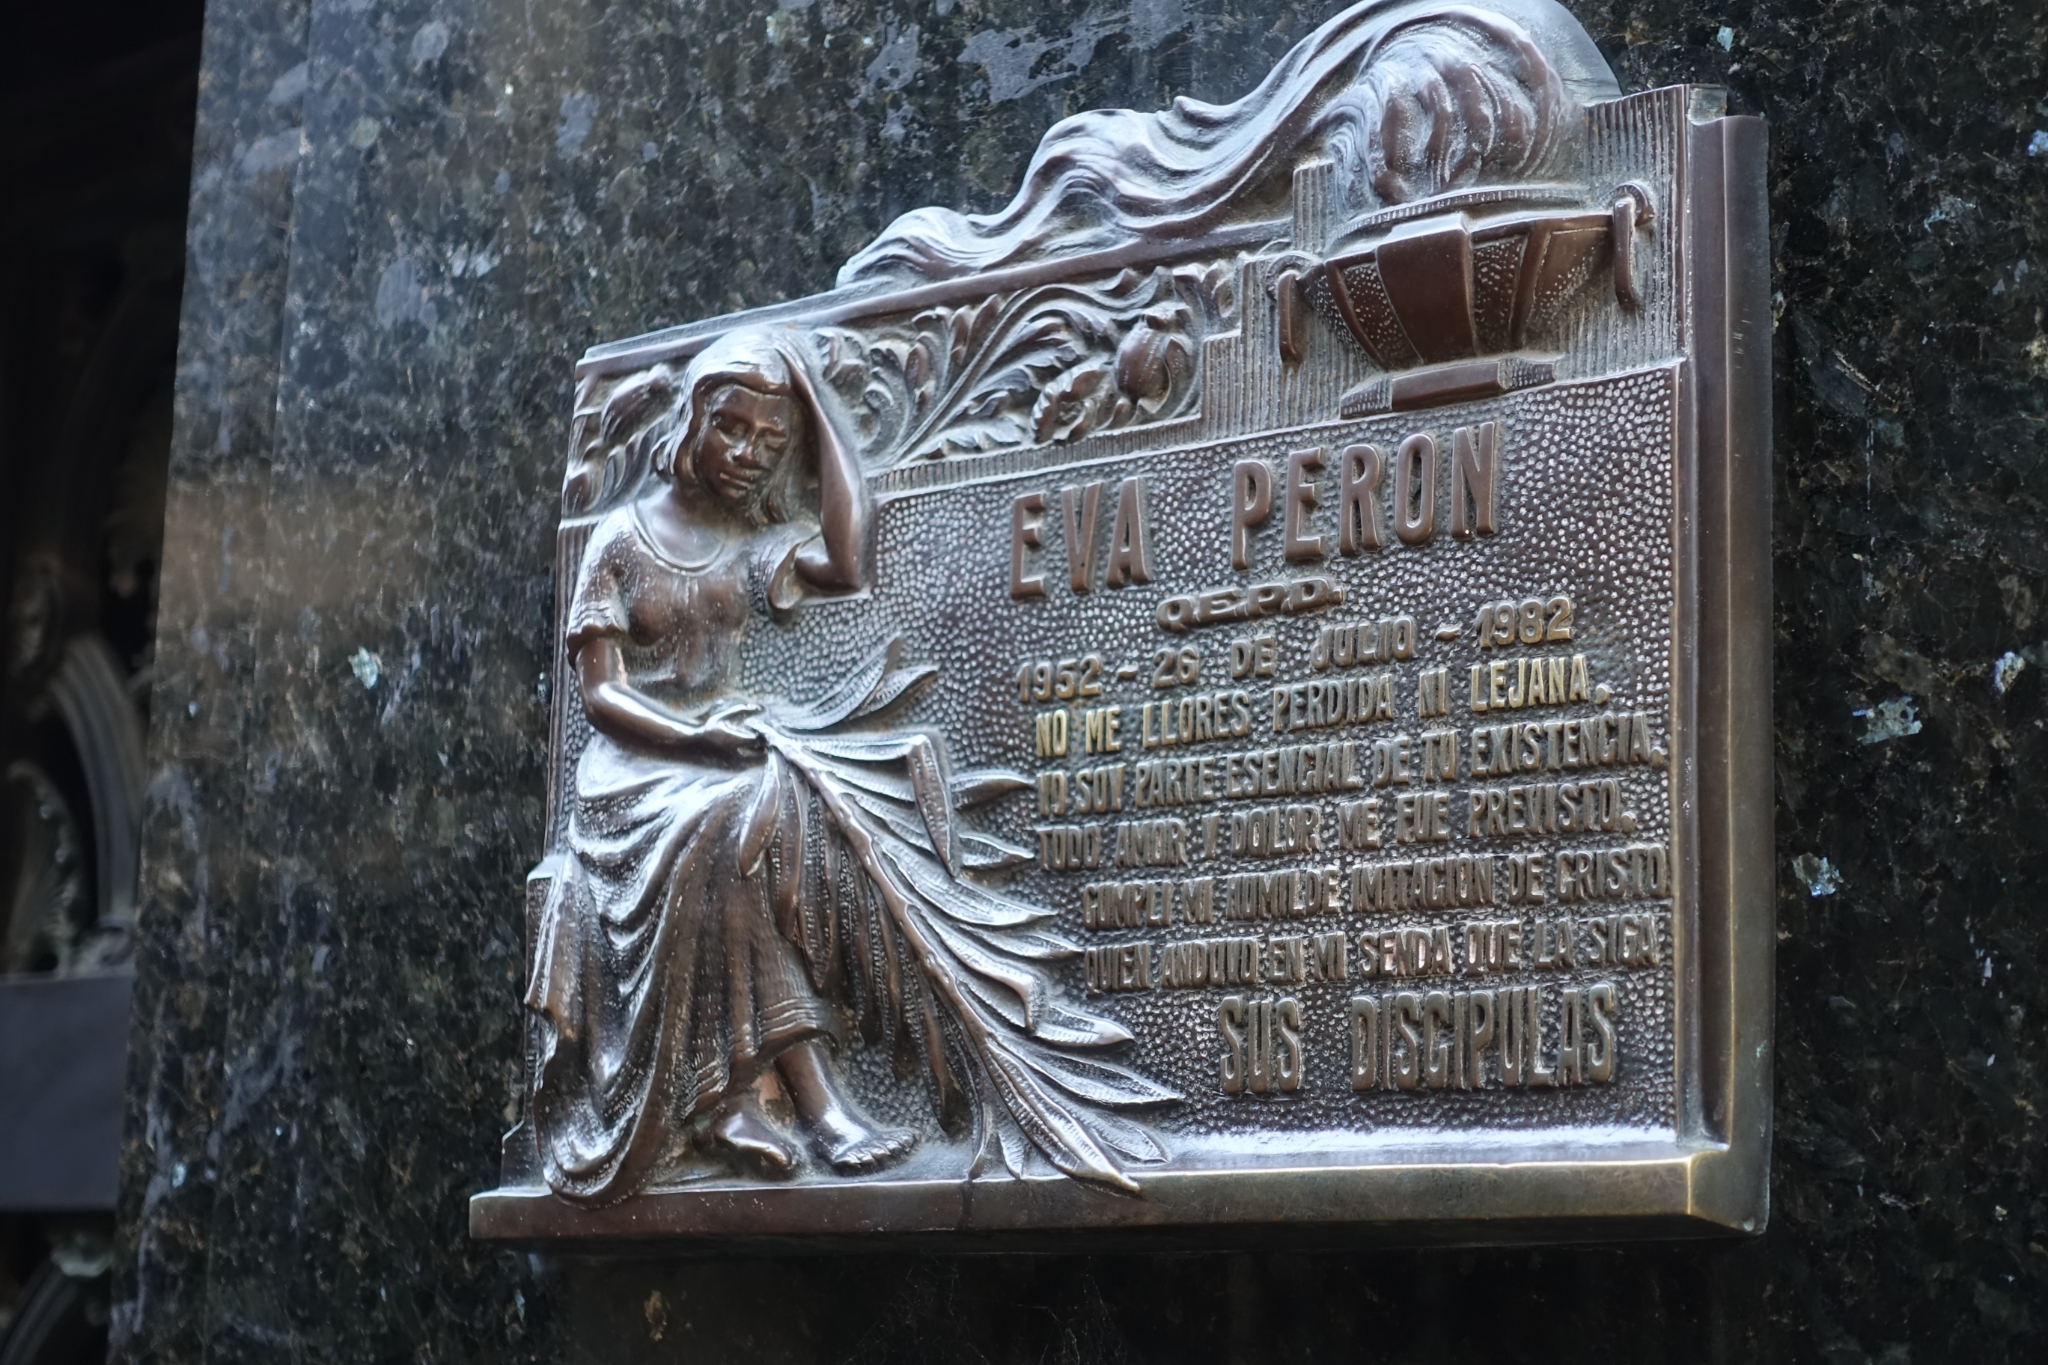 EVA PERON
Q.E.P.D.
1952 - 26 DE JULIO - 1982
NO ME LLORES PERDIDA NI LEJANA.
YO SOY PARTE ESENCIAL DE TU EXISTENCIA.
TODO AMOR Y DOLOR ME FUE PREVISTO.
CUMPLI MI HUMILDE IMITACION DE CRISTO
QUIEN ANDUVO EN MI SENDA QUE LA SIGA
SUS DISCIPULAS